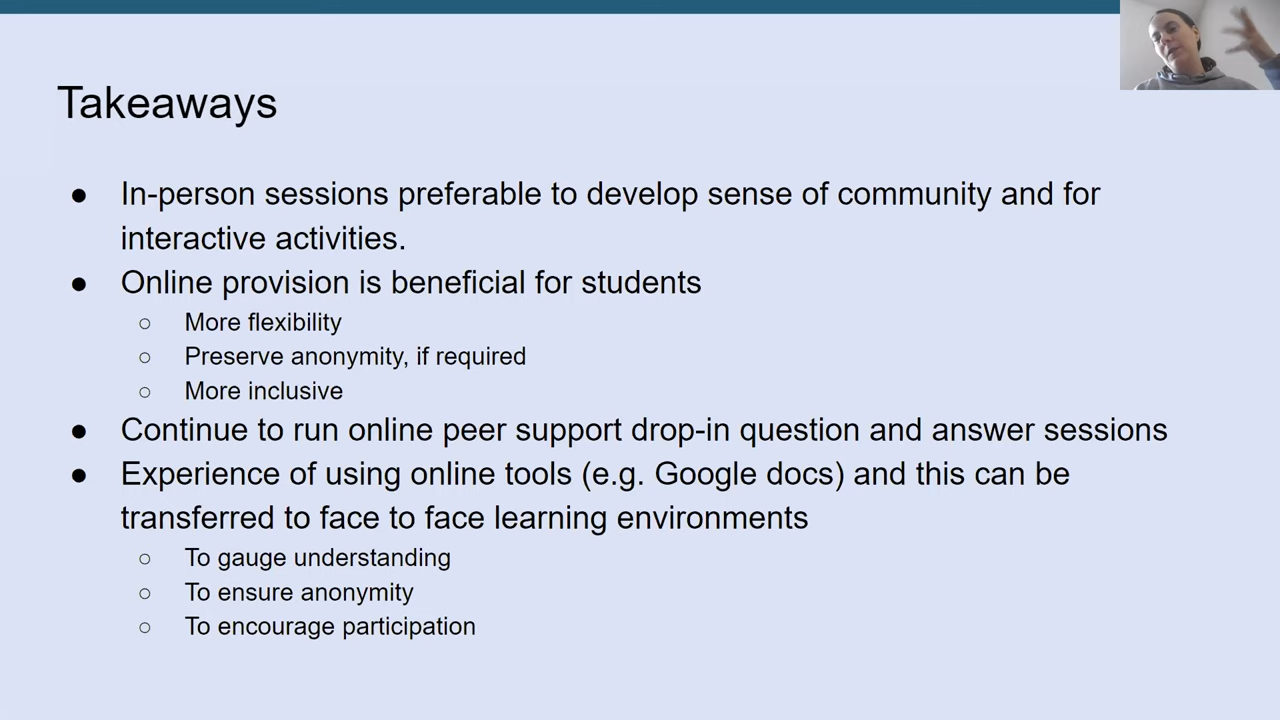 Takeaways
● In-person sessions preferable to develop sense of community and for
interactive activities.
● Online provision is beneficial for students
○ More flexibility
○ Preserve anonymity, if required
○ More inclusive
● Continue to run online peer support drop-in question and answer sessions
● Experience of using online tools (e.g. Google docs) and this can be
transferred to face to face learning environments
○ To gauge understanding
○ To ensure anonymity
○ To encourage participation